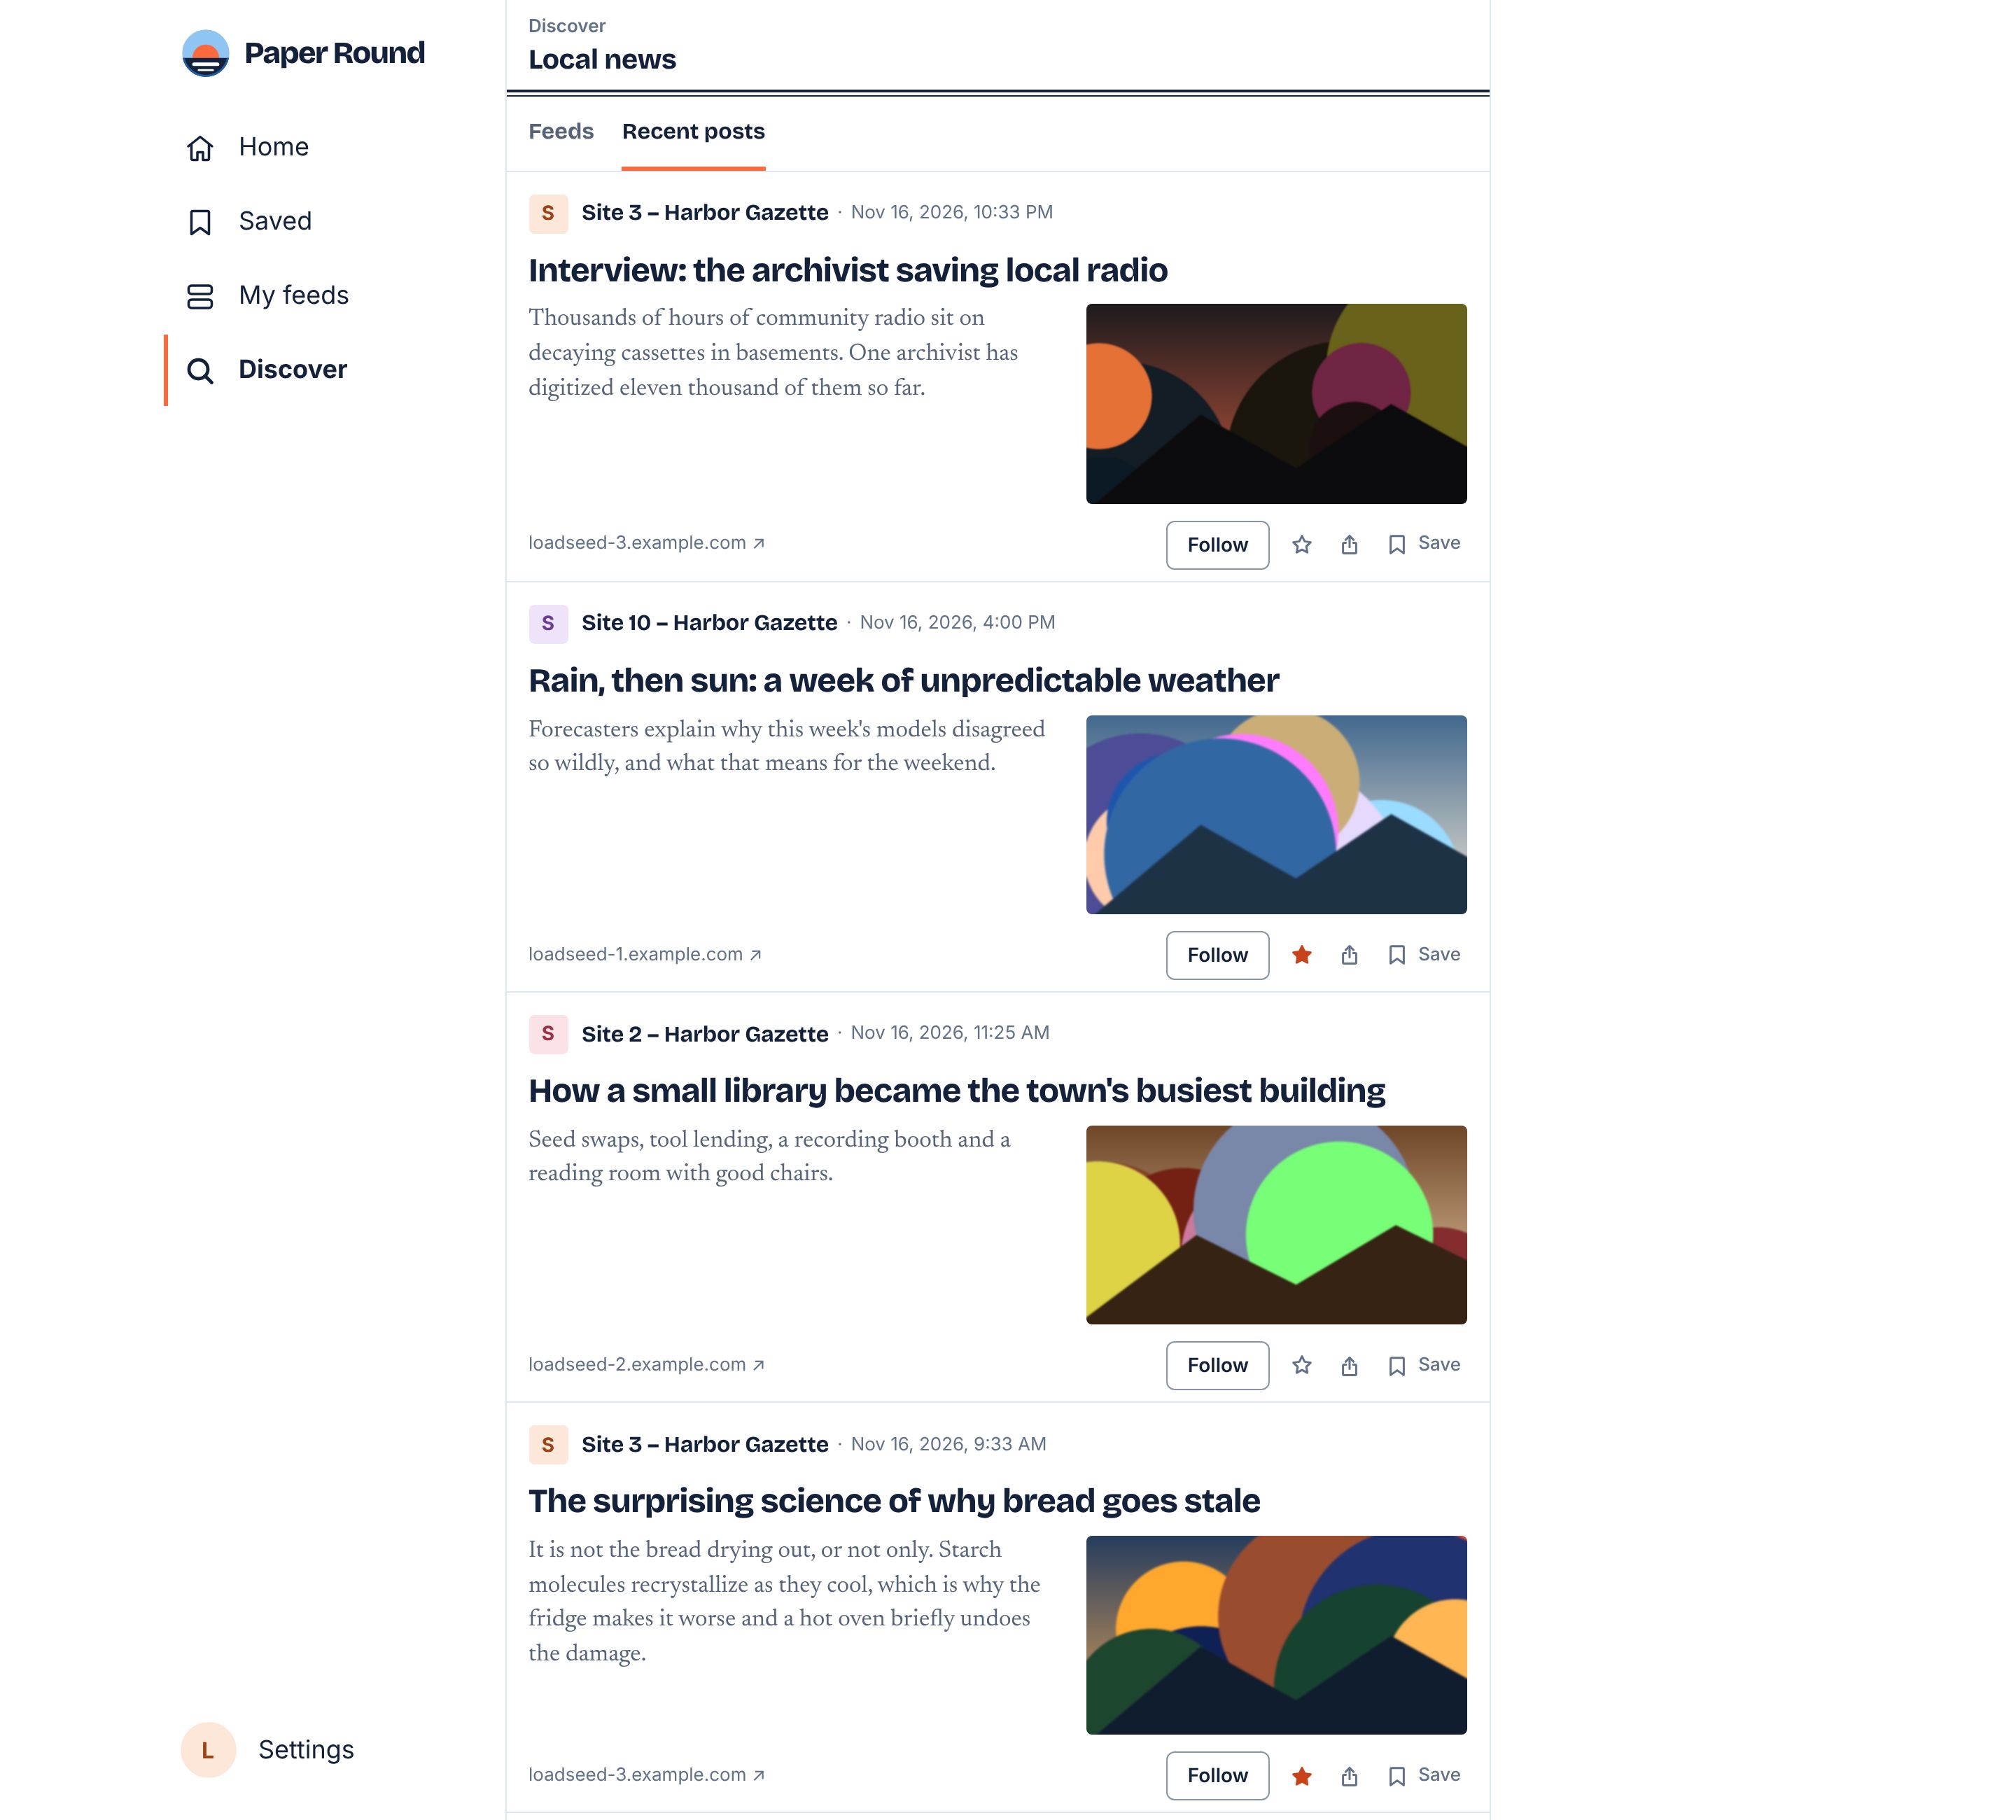 Paper Round
Home
Saved
My feeds
Discover
L
Settings
Discover
Local news
Feeds
Recent posts
S
Site 3 – Harbor Gazette · Nov 16, 2026, 10:33 PM
Interview: the archivist saving local radio
Thousands of hours of community radio sit on
decaying cassettes in basements. One archivist has
digitized eleven thousand of them so far.
loadseed-3.example.com ↗
Follow
Save
S
Site 10 – Harbor Gazette · Nov 16, 2026, 4:00 PM
Rain, then sun: a week of unpredictable weather
Forecasters explain why this week's models disagreed
so wildly, and what that means for the weekend.
loadseed-1.example.com ↗
Follow
Save
S
Site 2 – Harbor Gazette · Nov 16, 2026, 11:25 AM
How a small library became the town's busiest building
Seed swaps, tool lending, a recording booth and a
reading room with good chairs.
loadseed-2.example.com ↗
Follow
Save
S
Site 3 – Harbor Gazette · Nov 16, 2026, 9:33 AM
The surprising science of why bread goes stale
It is not the bread drying out, or not only. Starch
molecules recrystallize as they cool, which is why the
fridge makes it worse and a hot oven briefly undoes
the damage.
loadseed-3.example.com ↗
Follow
Save